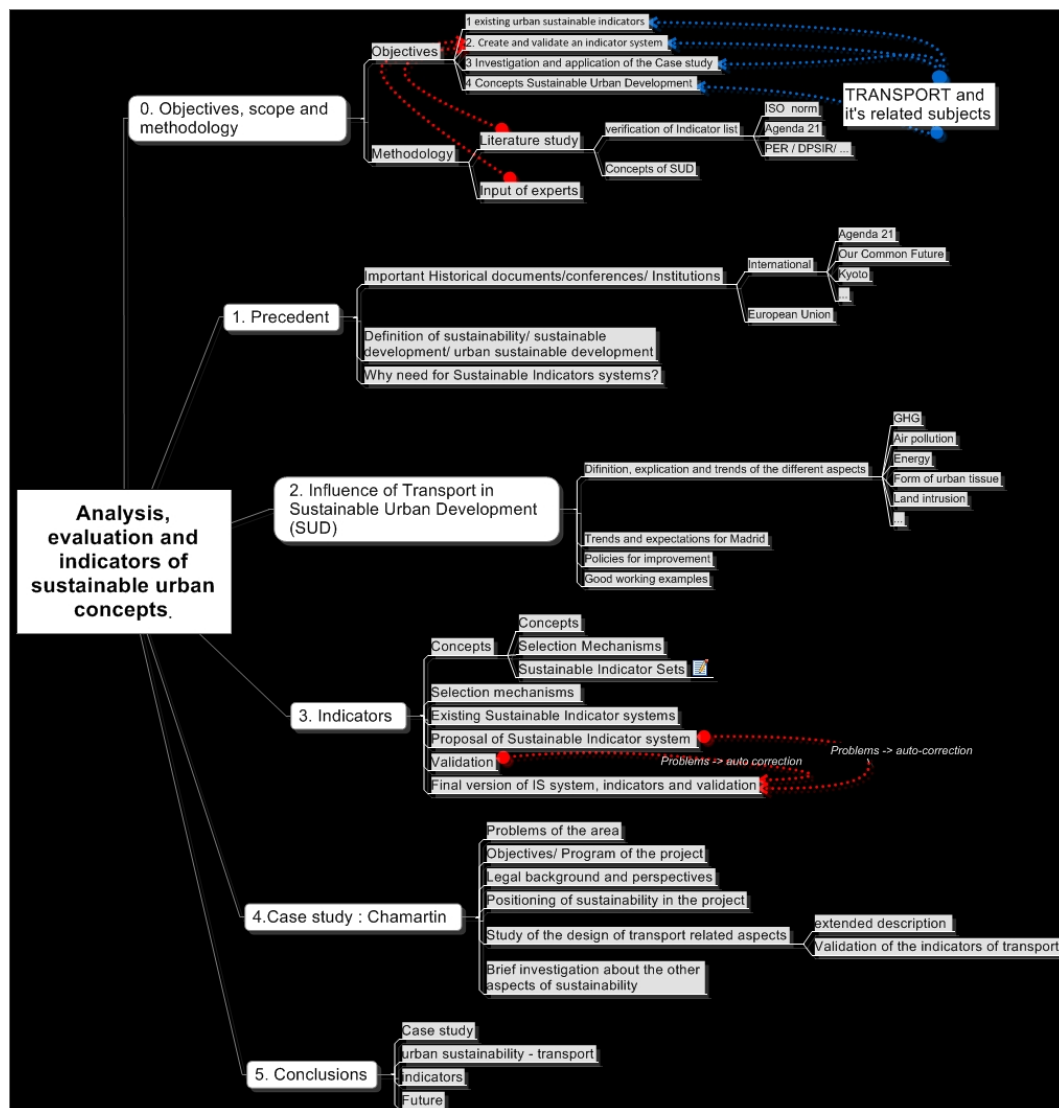 Analysis,
evaluation and
indicators of
sustainable urban
concepts.
0. Objectives, scope and
methodology
Objectives
1 existing urban sustainable indicators
2. Create and validate an indicator system
3 Investigation and application of the Case study
4 Concepts Sustainable Urban Development
TRANSPORT and
it's related subjects
Methodology
Literature study
verification of Indicator list
ISO norm
Agenda 21
PER / DPSIR/ ...
Concepts of SUD
Input of experts
1. Precedent
Important Historical documents/conferences/ Institutions
International
Agenda 21
Our Common Future
Kyoto
...
European Union
Definition of sustainability/ sustainable
development/ urban sustainable development
Why need for Sustainable Indicators systems?
2. Influence of Transport in
Sustainable Urban Development
(SUD)
Difinition, explication and trends of the different aspects
GHG
Air pollution
Energy
Form of urban tissue
Land intrusion
...
Trends and expectations for Madrid
Policies for improvement
Good working examples
3. Indicators
Concepts
Concepts
Selection Mechanisms
Sustainable Indicator Sets
Selection mechanisms
Existing Sustainable Indicator systems
Proposal of Sustainable Indicator system
Problems -> auto-correction
Validation
Problems -> auto correction
Final version of IS system, indicators and validation
4.Case study : Chamartin
Problems of the area
Objectives/ Program of the project
Legal background and perspectives
Positioning of sustainability in the project
Study of the design of transport related aspects
extended description
Validation of the indicators of transport
Brief investigation about the other
aspects of sustainability
5. Conclusions
Case study
urban sustainability - transport
indicators
Future